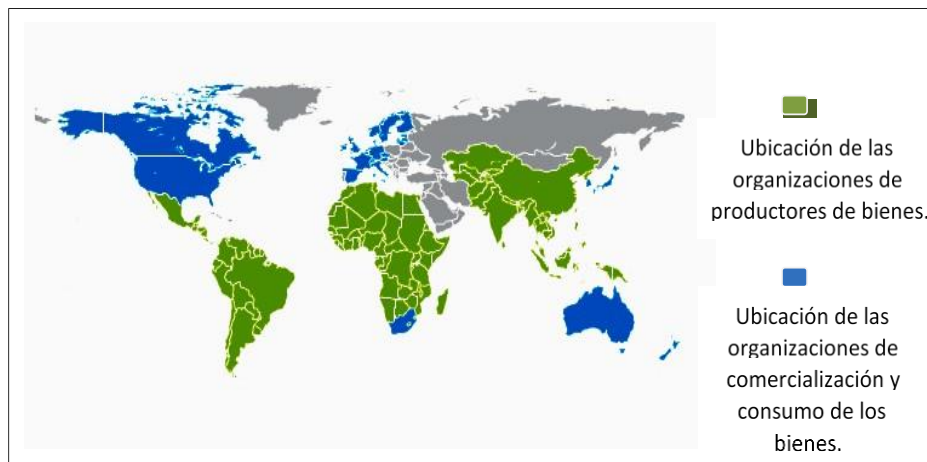 Ubicación de las
organizaciones de
productores de bienes.
Ubicación de las
organizaciones de
comercialización y
consumo de los
bienes.